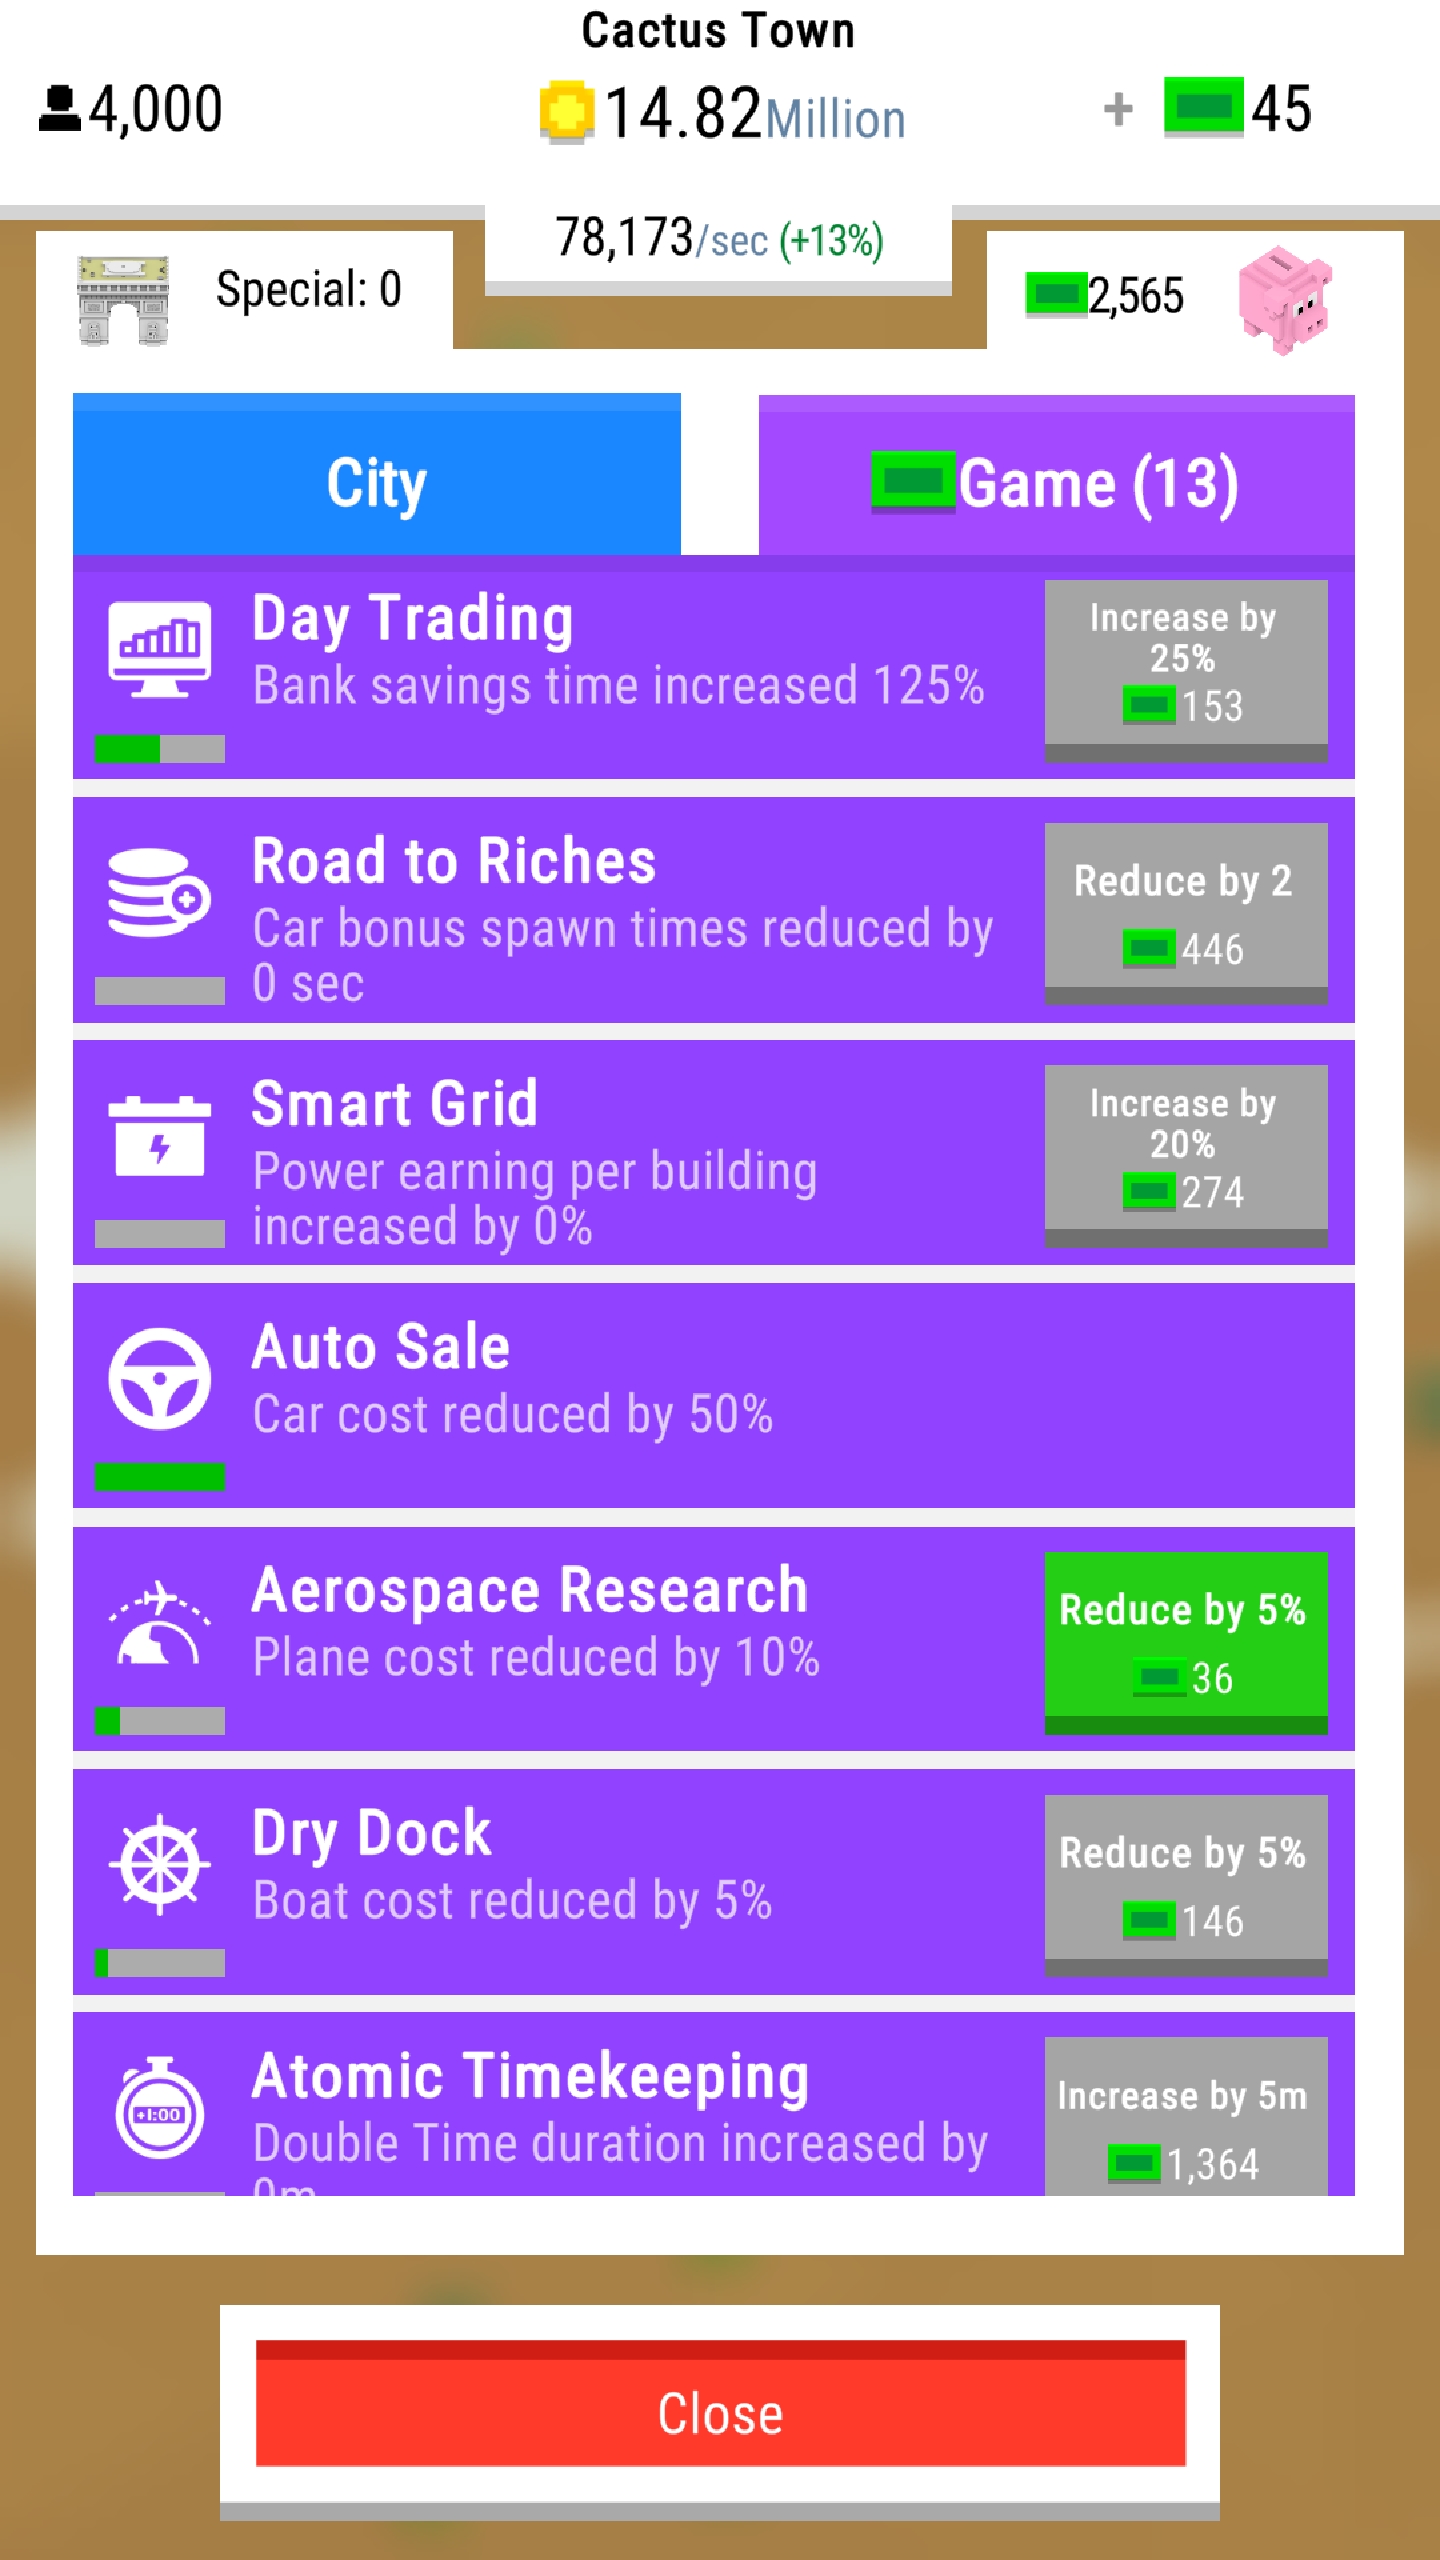 Cactus Town
4,000
14.82Million
+ 45
78,173/sec (+13%)
Special: 0
2,565
City
Game (13)
Day Trading
Bank savings time increased 125%
Increase by
25%
153
Road to Riches
Car bonus spawn times reduced by
0 sec
Reduce by 2
446
Smart Grid
Power earning per building
increased by 0%
Increase by
20%
274
Auto Sale
Car cost reduced by 50%
Aerospace Research
Plane cost reduced by 10%
Reduce by 5%
36
Dry Dock
Boat cost reduced by 5%
Reduce by 5%
146
+1:00
Atomic Timekeeping
Double Time duration increased by
0m
Increase by 5m
1,364
Close